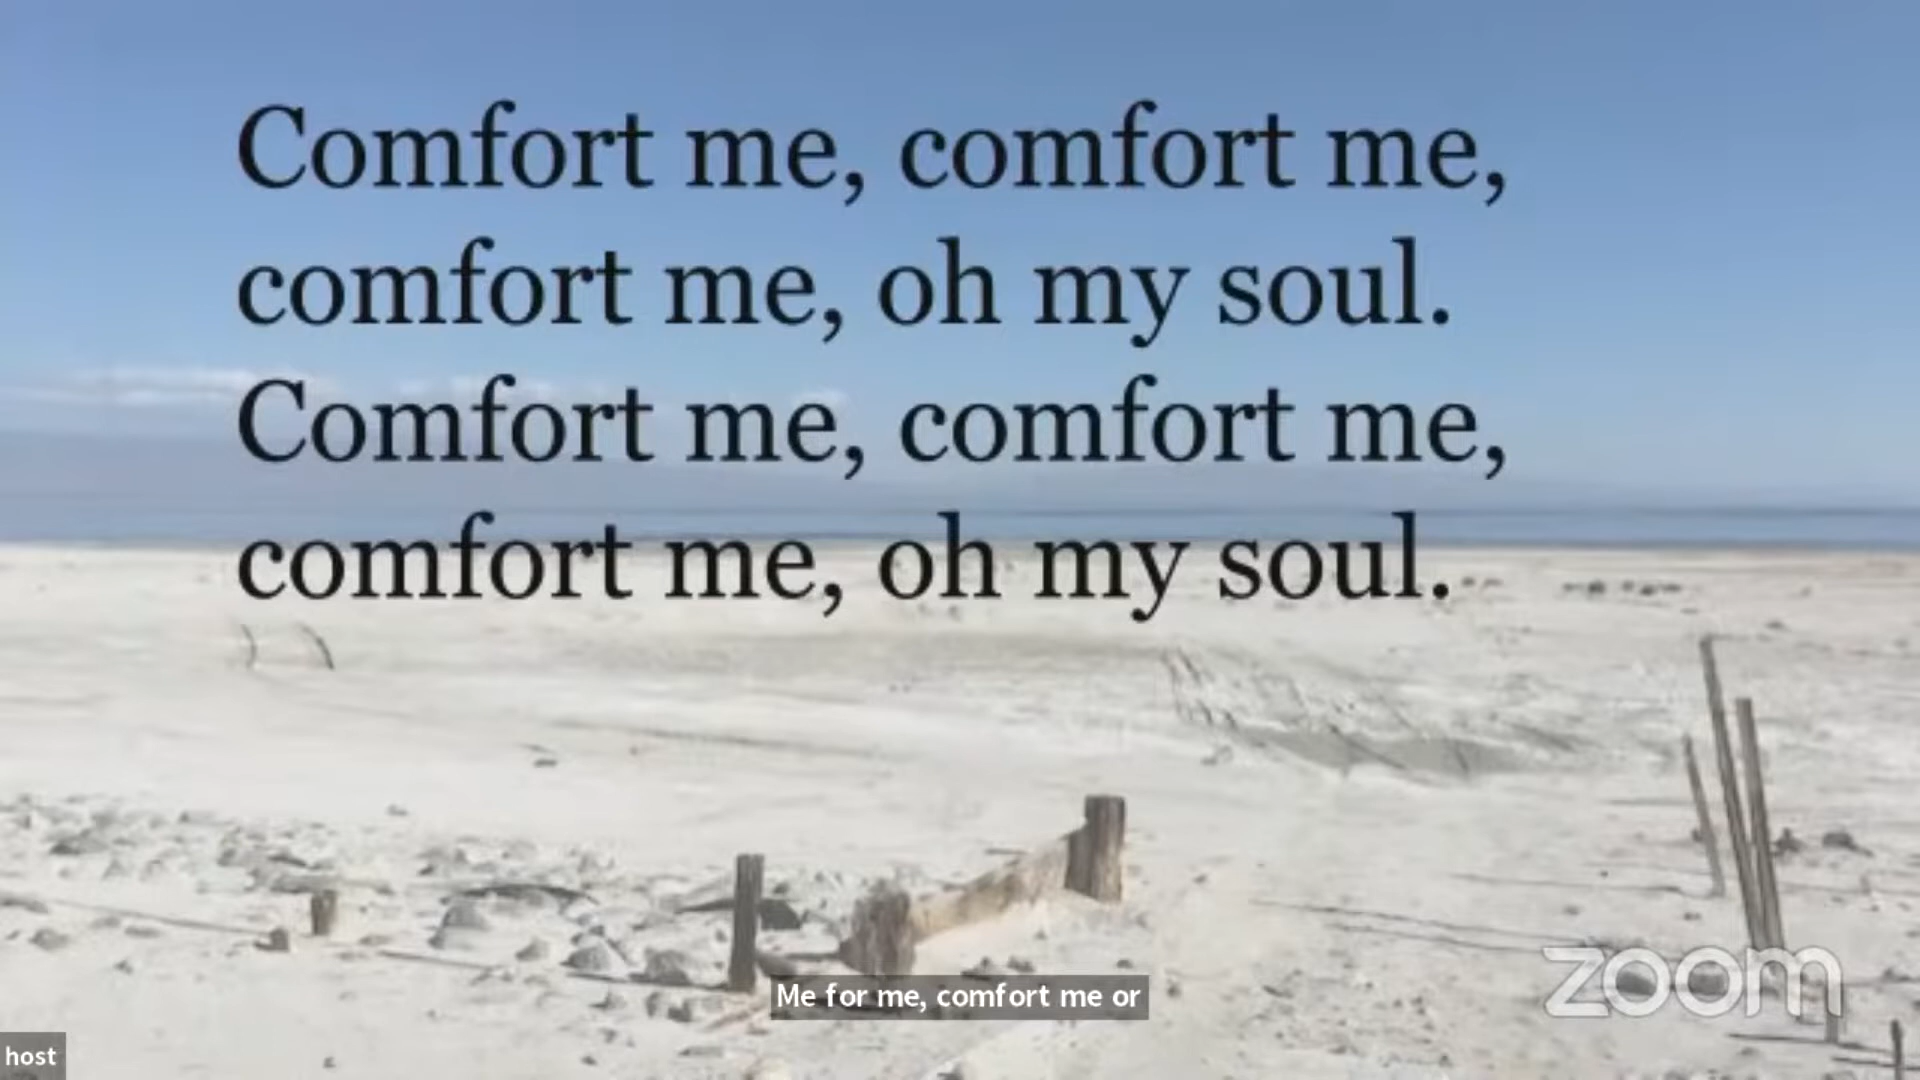 Comfort me, comfort me,
comfort me, oh my soul.
Comfort me, comfort me,
comfort me, oh my soul.
Me for me, comfort me or
zoom
host